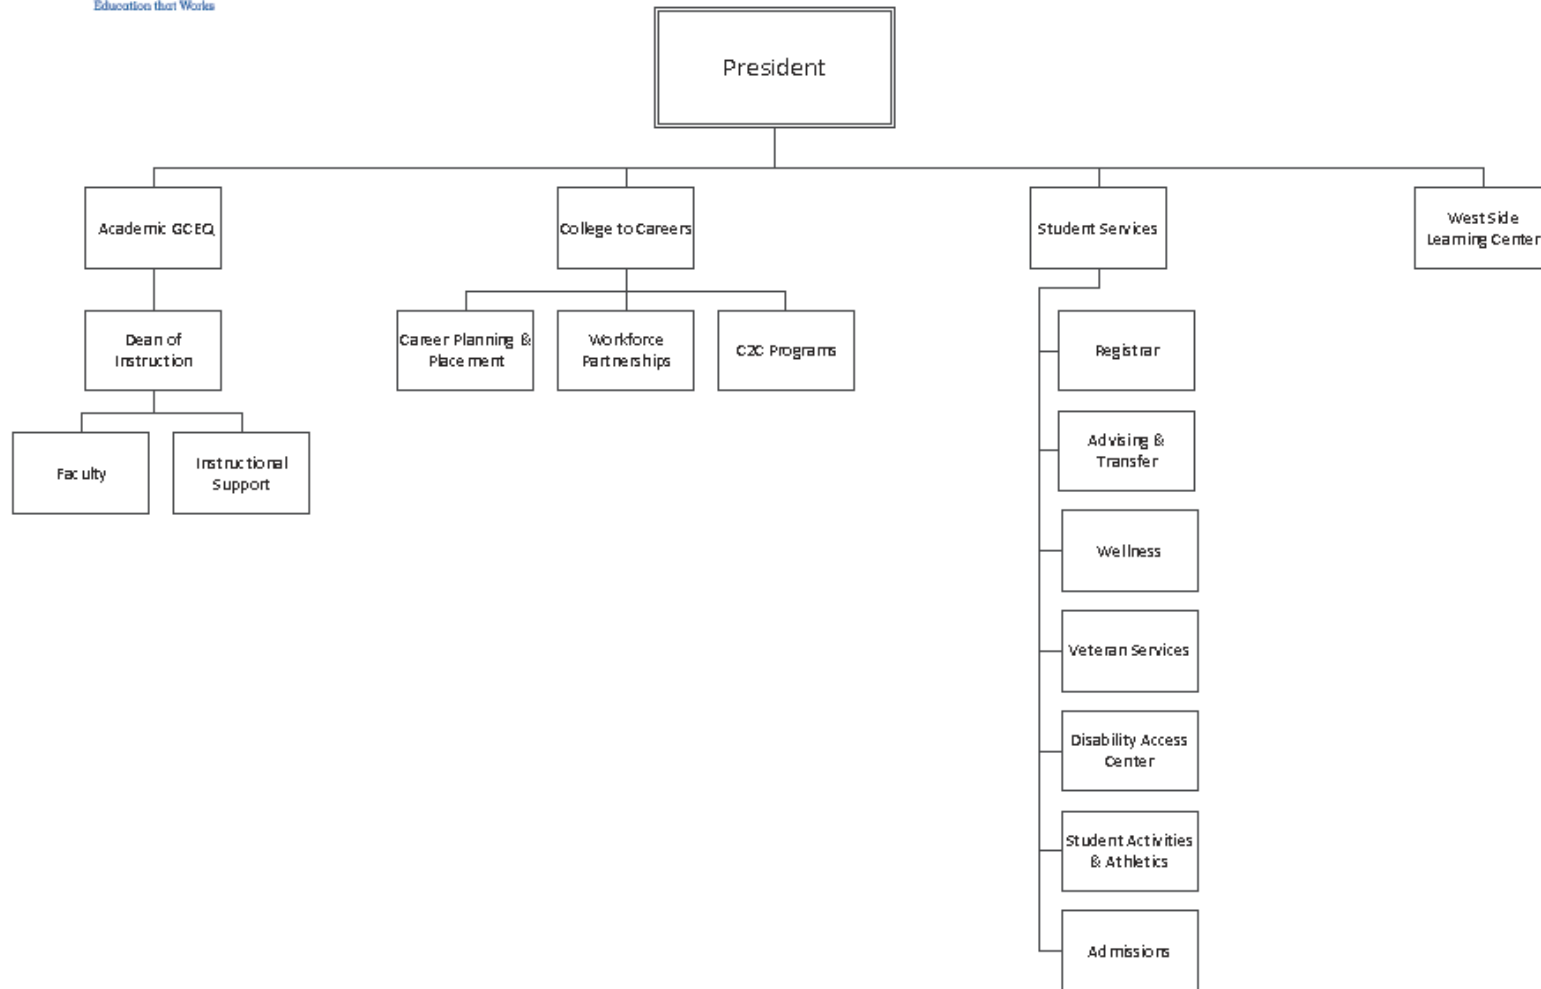 Education that Works
President
Academic GCEQ
College to Careers
Student Services
West Side
Learning Center
Dean of
Instruction
Career Planning &
Placement
Workforce
Partnerships
C2C Programs
Registrar
Faculty
Instructional
Support
Advising &
Transfer
Wellness
Veteran Services
Disability Access
Center
Student Activities
& Athletics
Admissions